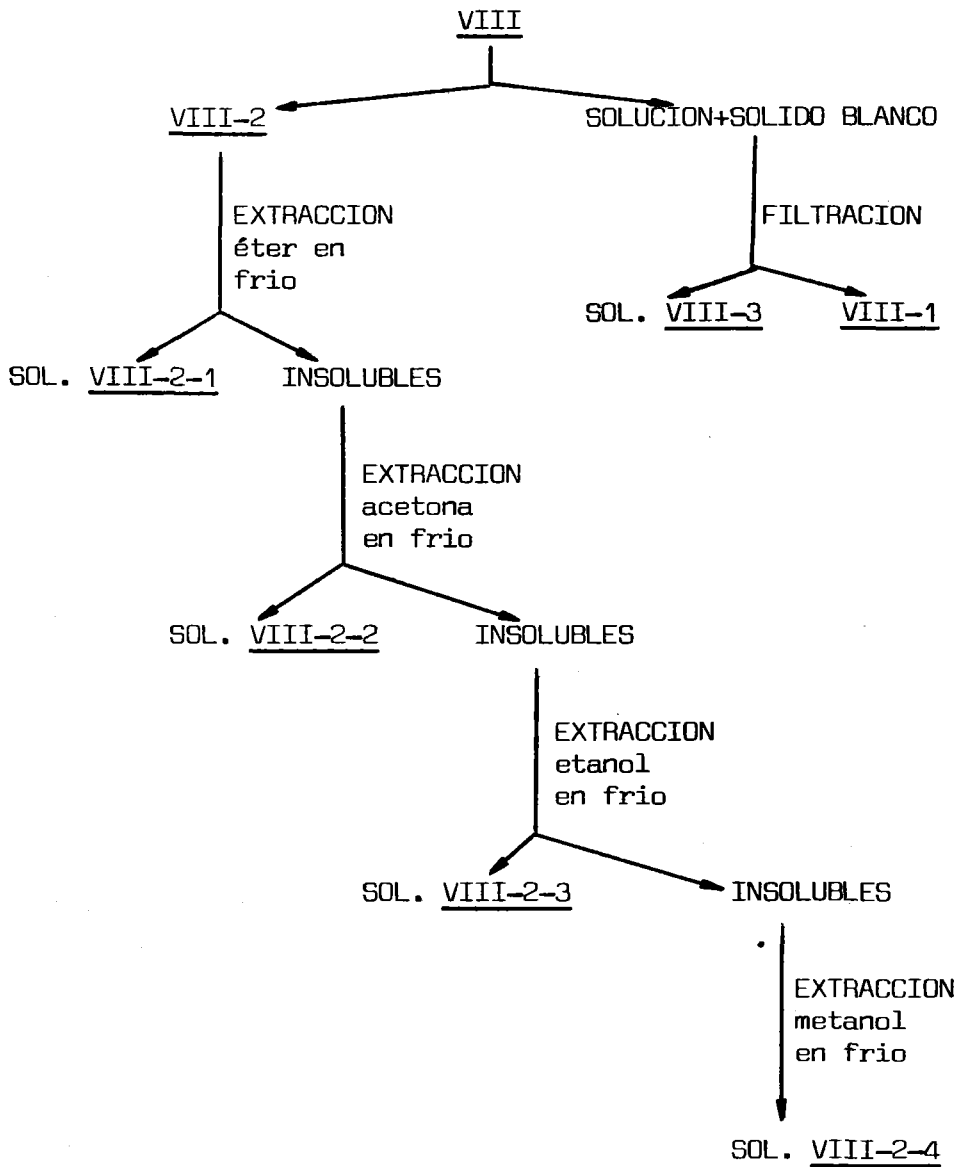 VIII
VIII-2
SOLUCION+SOLIDO BLANCO
EXTRACCION
éter en
frio
FILTRACION
SOL. VIII-3
VIII-1
SOL. VIII-2-1
INSOLUBLES
EXTRACCION
acetona
en frio
SOL. VIII-2-2
INSOLUBLES
EXTRACCION
etanol
en frio
SOL. VIII-2-3
INSOLUBLES
EXTRACCION
metanol
en frio
SOL. VIII-2-4